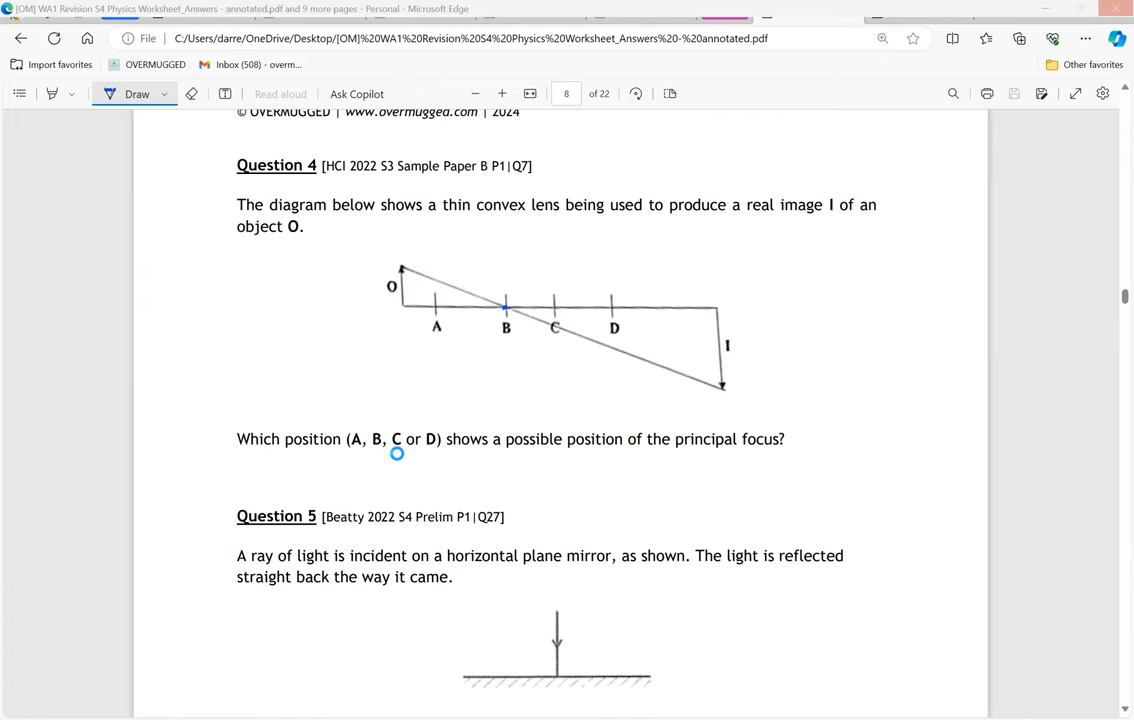 [OM] WA1 Revision S4 Physics Worksheet_Answers - annotated.pdf and 9 more pages - Personal - Microsoft Edge
File C:/Users/darre/OneDrive/Desktop/[OM]%20WA1%20Revision%20S4%20Physics%20Worksheet_Answers%20-%20annotated.pdf
Import favorites OVERMUGGED Inbox (508) - overm... Other favorites
Draw Read aloud Ask Copilot 8 of 22
© OVERMUGGED | www.overmugged.com | 2024
Question 4 [HCI 2022 S3 Sample Paper B P1|Q7]
The diagram below shows a thin convex lens being used to produce a real image I of an
object O.
O
A B C D
I
Which position (A, B, C or D) shows a possible position of the principal focus?
Question 5 [Beatty 2022 S4 Prelim P1|Q27]
A ray of light is incident on a horizontal plane mirror, as shown. The light is reflected
straight back the way it came.